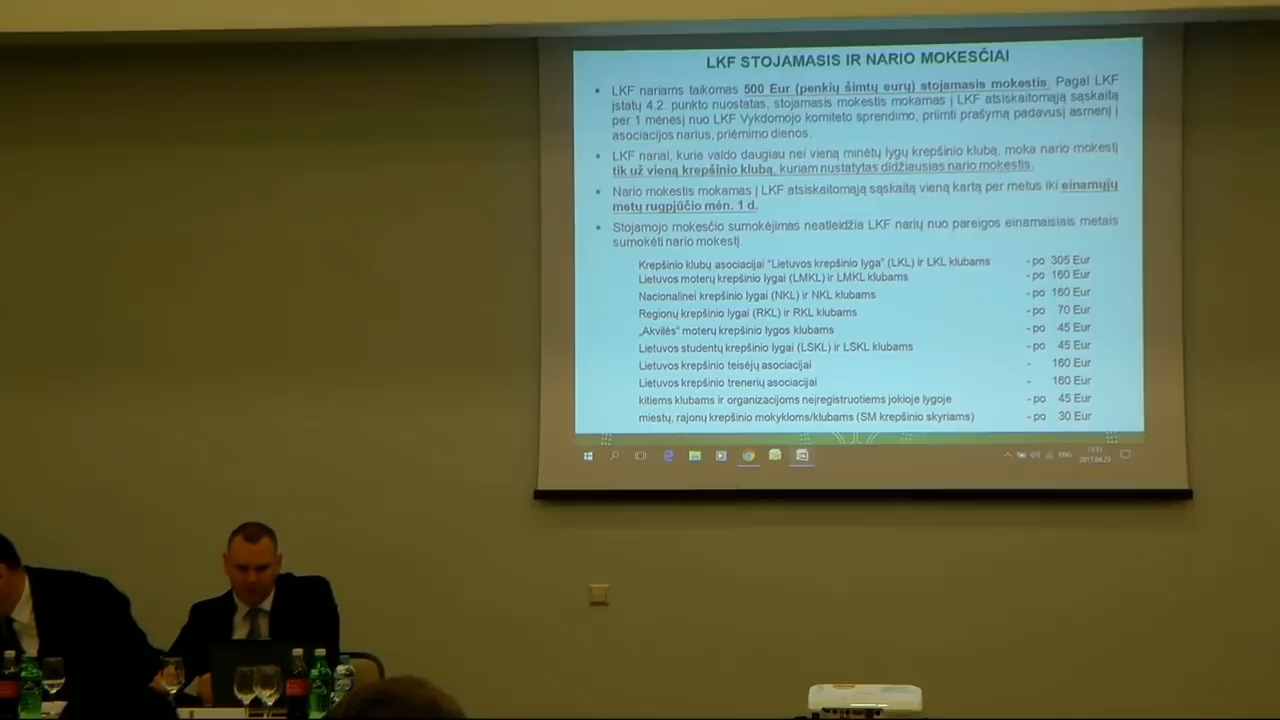 LKF STOJAMASIS IR NARIO MOKESČIAI
• LKF nariams taikomas 500 Eur (penkių šimtų eurų) stojamasis mokestis. Pagal LKF
įstatų 4.2. punkto nuostatas, stojamasis mokestis mokamas į LKF atsiskaitomąją sąskaitą
per 1 mėnesį nuo LKF Vykdomojo komiteto sprendimo, priimti prašymą padavusį asmenį į
asociacijos narius, priėmimo dienos.
• LKF nariai, kurie valdo daugiau nei vieną minėtų lygų krepšinio klubą, moka nario mokestį
tik už vieną krepšinio klubą, kuriam nustatytas didžiausias nario mokestis.
• Nario mokestis mokamas į LKF atsiskaitomąją sąskaitą vieną kartą per metus iki einamųjų
metų rugpjūčio mėn. 1 d.
• Stojamojo mokesčio sumokėjimas neatleidžia LKF narių nuo pareigos einamaisiais metais
sumokėti nario mokestį.
Krepšinio klubų asociacijai "Lietuvos krepšinio lyga" (LKL) ir LKL klubams - po 305 Eur
Lietuvos moterų krepšinio lygai (LMKL) ir LMKL klubams - po 160 Eur
Nacionalinei krepšinio lygai (NKL) ir NKL klubams - po 160 Eur
Regionų krepšinio lygai (RKL) ir RKL klubams - po 70 Eur
„Akvilės" moterų krepšinio lygos klubams - po 45 Eur
Lietuvos studentų krepšinio lygai (LSKL) ir LSKL klubams - po 45 Eur
Lietuvos krepšinio teisėjų asociacijai - 160 Eur
Lietuvos krepšinio trenerių asociacijai - 160 Eur
kitiems klubams ir organizacijoms neįregistruotiems jokioje lygoje - po 45 Eur
miestų, rajonų krepšinio mokykloms/klubams (SM krepšinio skyriams) - po 30 Eur
ENG
13:31
2017.04.23